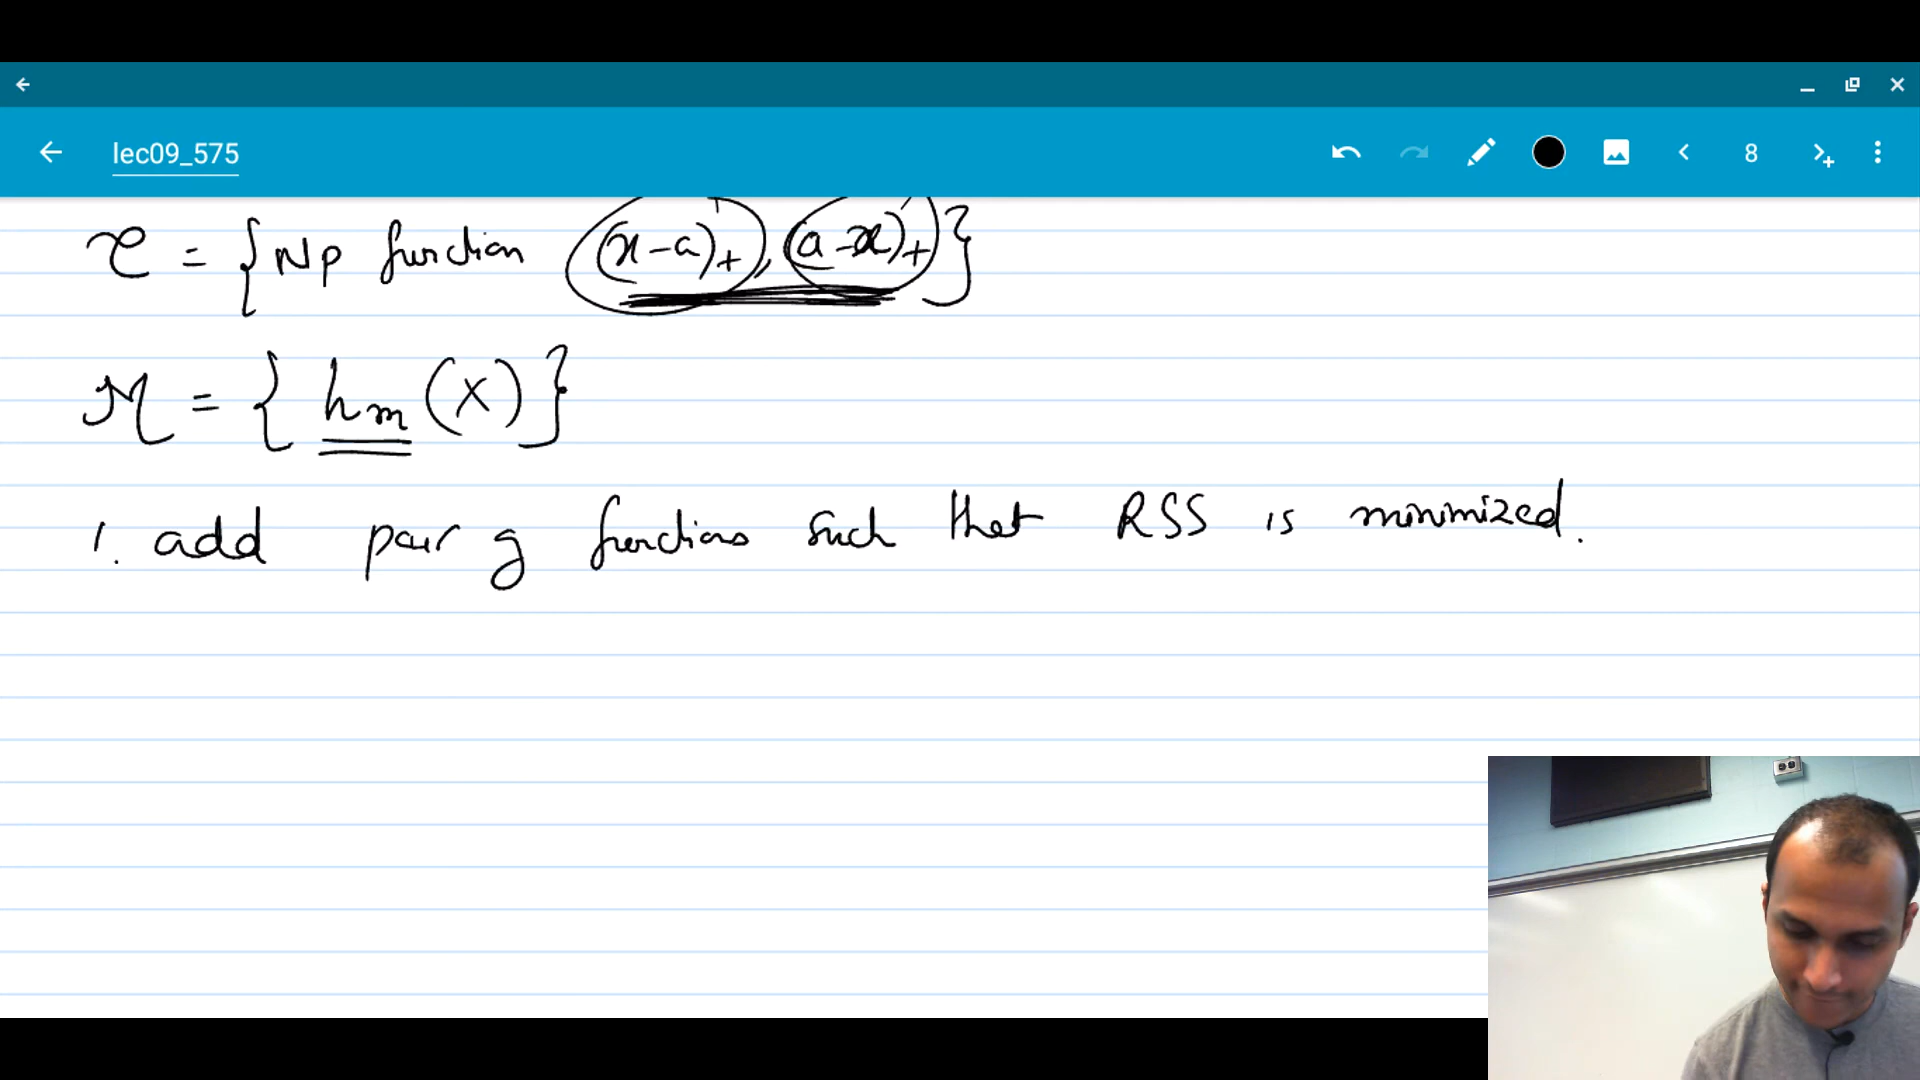 lec09_575
8
C = { Np function (x-a)+, (a-x)+ }
M = { hm (X) }
1. add pair of functions such that RSS is minimized.